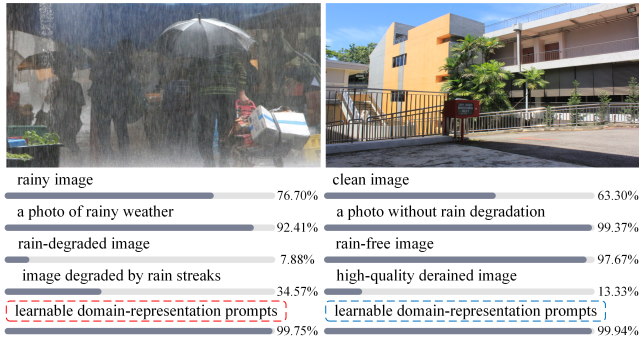 rainy image
76.70%
a photo of rainy weather
92.41%
rain-degraded image
7.88%
image degraded by rain streaks
34.57%
learnable domain-representation prompts
99.75%
clean image
63.30%
a photo without rain degradation
99.37%
rain-free image
97.67%
high-quality derained image
13.33%
learnable domain-representation prompts
99.94%